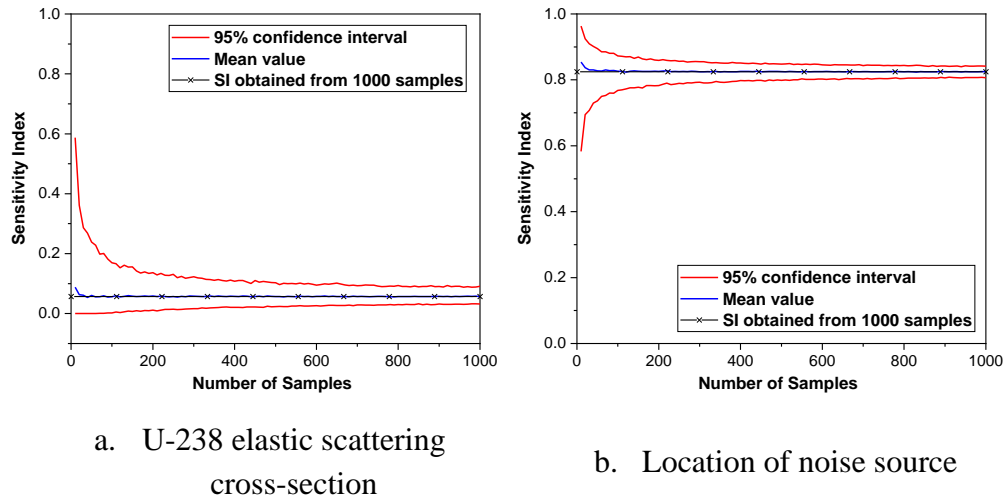 1.0
0.8
0.6
0.4
0.2
0.0
Sensitivity Index
95% confidence interval
Mean value
SI obtained from 1000 samples
0 200 400 600 800 1000
Number of Samples
a. U-238 elastic scattering
cross-section
1.0
0.8
0.6
0.4
0.2
0.0
Sensitivity Index
95% confidence interval
Mean value
SI obtained from 1000 samples
0 200 400 600 800 1000
Number of Samples
b. Location of noise source